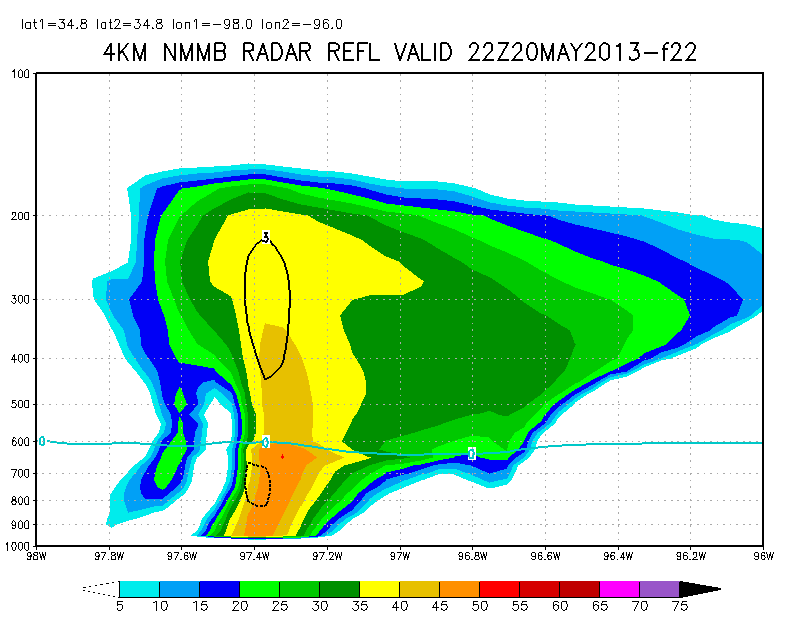 lat1=34.8 lat2=34.8 lon1=−98.0 lon2=−96.0
4KM NMMB RADAR REFL VALID 22Z20MAY2013−f22
100
200
3
300
400
500
0 600 0 0
700
800
900
1000
98W 97.8W 97.6W 97.4W 97.2W 97W 96.8W 96.6W 96.4W 96.2W 96W
5 10 15 20 25 30 35 40 45 50 55 60 65 70 75